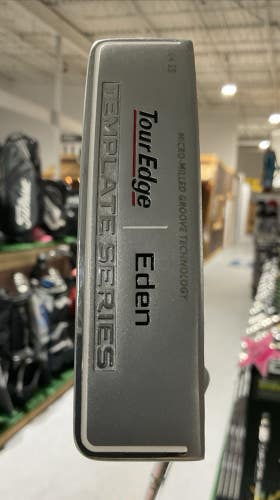 MICRO-MILLED GROOVE TECHNOLOGY
Tour Edge | Eden
TEMPLATE SERIES